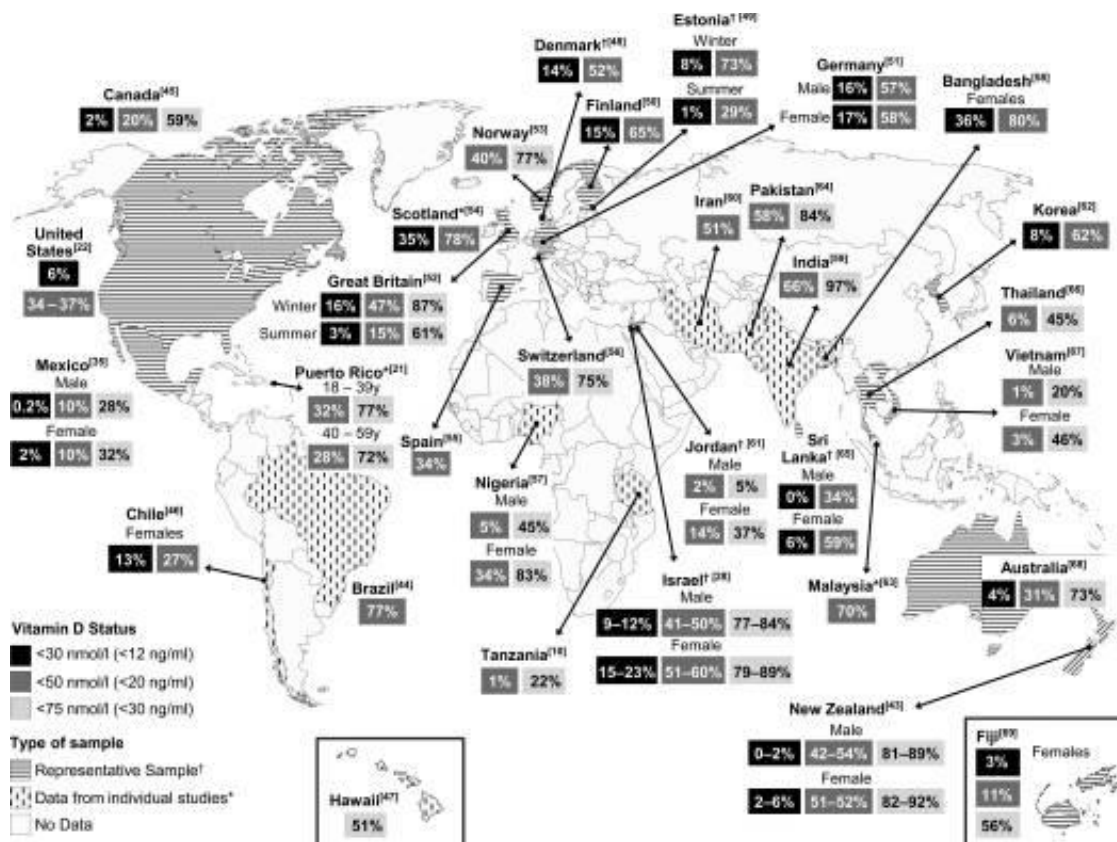 Canada[45]
2% 20% 59%
United States[22]
6%
34 – 37%
Mexico[39]
Male
0.2% 10% 28%
Female
2% 10% 32%
Puerto Rico*[21]
18 – 39y
32% 77%
40 – 59y
28% 72%
Chile[46]
Females
13% 27%
Brazil[44]
77%
Denmark†[48]
14% 52%
Estonia†[49]
Winter
8% 73%
Summer
1% 29%
Finland[50]
15% 65%
Germany[51]
Male 16% 57%
Female 17% 58%
Norway[53]
40% 77%
Scotland*[54]
35% 78%
Great Britain[52]
Winter 16% 47% 87%
Summer 3% 15% 61%
Switzerland[56]
38% 75%
Spain[55]
34%
Nigeria[57]
Male
5% 45%
Female
34% 83%
Tanzania[16]
1% 22%
Jordan†[61]
Male
2% 5%
Female
14% 37%
Israel†[28]
Male
9–12% 41–50% 77–84%
Female
15–23% 51–60% 79–89%
Iran[60]
51%
Pakistan[64]
58% 84%
India[59]
66% 97%
Bangladesh[58]
Females
36% 80%
Korea[62]
8% 62%
Thailand[66]
6% 45%
Vietnam[67]
Male
1% 20%
Female
3% 46%
Sri
Lanka†[65]
Male
0% 34%
Female
6% 59%
Malaysia*[63]
70%
Australia[68]
4% 31% 73%
New Zealand[43]
Male
0–2% 42–54% 81–89%
Female
2–6% 51–52% 82–92%
Fiji[69]
Females
3%
11%
56%
Hawaii[47]
51%
Vitamin D Status
<30 nmol/l (<12 ng/ml)
<50 nmol/l (<20 ng/ml)
<75 nmol/l (<30 ng/ml)
Type of sample
Representative Sample†
Data from individual studies*
No Data